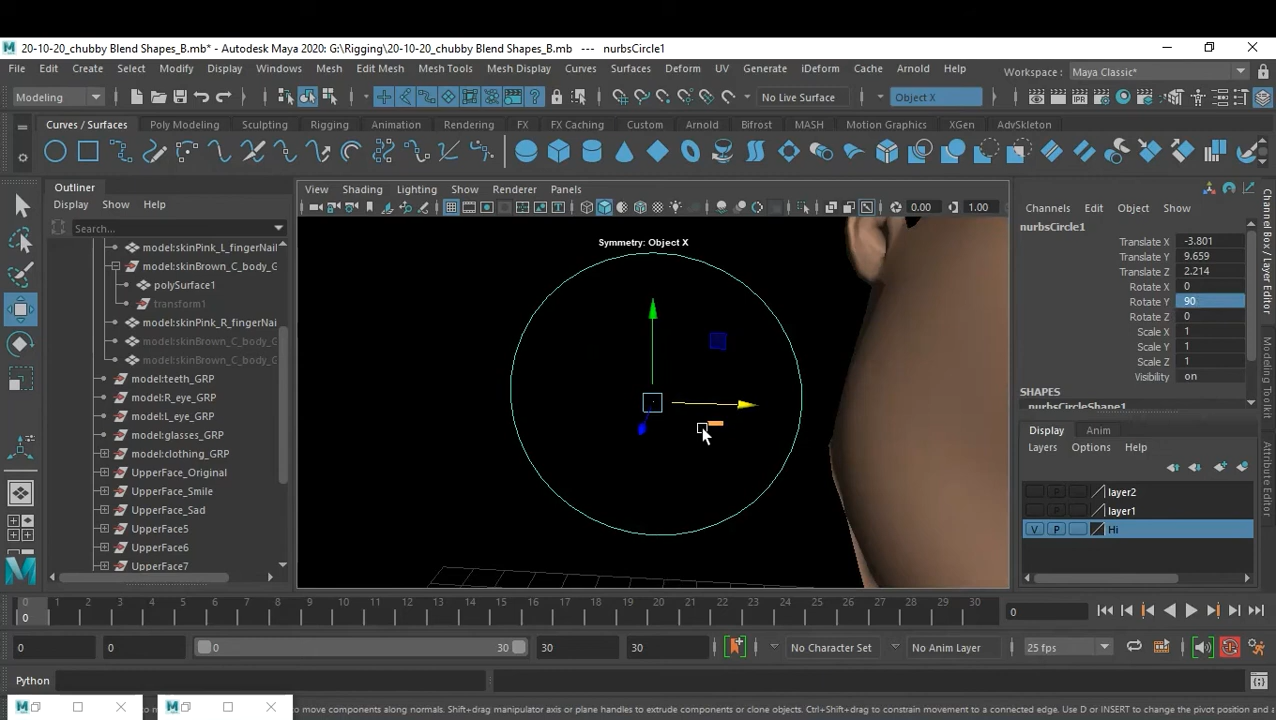 20-10-20_chubby Blend Shapes_B.mb* - Autodesk Maya 2020: G:\Rigging\20-10-20_chubby Blend Shapes_B.mb --- nurbsCircle1
File Edit Create Select Modify Display Windows Mesh Edit Mesh Mesh Tools Mesh Display Curves Surfaces Deform UV Generate iDeform Cache Arnold Help Workspace : Maya Classic*
Modeling No Live Surface Object X
Curves / Surfaces Poly Modeling Sculpting Rigging Animation Rendering FX FX Caching Custom Arnold Bifrost MASH Motion Graphics XGen AdvSkeleton
Outliner
Display Show Help
Search...
model:skinPink_L_fingerNail
model:skinBrown_C_body_G
polySurface1
transform1
model:skinPink_R_fingerNai
model:skinBrown_C_body_G
model:skinBrown_C_body_G
model:teeth_GRP
model:R_eye_GRP
model:L_eye_GRP
model:glasses_GRP
model:clothing_GRP
UpperFace_Original
UpperFace_Smile
UpperFace_Sad
UpperFace5
UpperFace6
UpperFace7
View Shading Lighting Show Renderer Panels
0.00 1.00
Symmetry: Object X
Channels Edit Object Show
nurbsCircle1
Translate X -3.801
Translate Y 9.659
Translate Z 2.214
Rotate X 0
Rotate Y 90
Rotate Z 0
Scale X 1
Scale Y 1
Scale Z 1
Visibility on
SHAPES
nurbsCircleShape1
Display Anim
Layers Options Help
layer2
P
layer1
V P Hi
Channel Box / Layer Editor
Modeling Toolkit
Attribute Editor
0 1 2 3 4 5 6 7 8 9 10 11 12 13 14 15 16 17 18 19 20 21 22 23 24 25 26 27 28 29 30
0 0
0 0 0 30 30 30 No Character Set No Anim Layer 25 fps
Python
to move components along normals. Shift+drag manipulator axis or plane handles to extrude components or clone objects. Ctrl+Shift+drag to constrain movement to a connected edge. Use D or INSERT to change the pivot position and